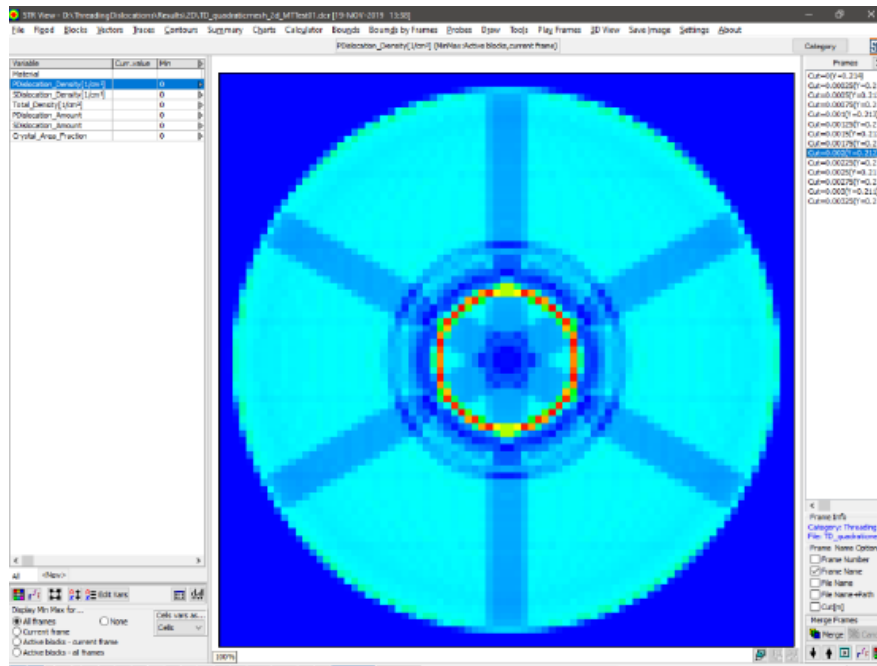 STR View - D:\ThreadingDislocations\Results\2D\TD_quadraticmesh_2d_MTTest01.dcr [19-NOV-2019 13:38]
File Rigod Blocks Vectors Traces Contours Summary Charts Calculator Bounds Bounds by Frames Probes Draw Tools Play Frames 3D View Save Image Settings About
PDislocation_Density[1/cm²] (MinMax :Active blocks,current frame)
Category
Variable Curr.value Min
Material
PDislocation_Density[1/cm²] 0
SDislocation_Density[1/cm²] 0
Total_Density[1/cm²] 0
PDislocation_Amount 0
SDislocation_Amount 0
Crystal_Area_Fraction 0
Frames
Cut=0(Y=0.214)
Cut=0.00025(Y=0.2
Cut=0.0005(Y=0.21
Cut=0.00075(Y=0.2
Cut=0.001(Y=0.213
Cut=0.00125(Y=0.2
Cut=0.0015(Y=0.21
Cut=0.00175(Y=0.2
Cut=0.002(Y=0.212
Cut=0.00225(Y=0.2
Cut=0.0025(Y=0.21
Cut=0.00275(Y=0.2
Cut=0.003(Y=0.211
Cut=0.00325(Y=0.2
Frame Info
Category: Threading
File: TD_quadraticme
Frame Name Option
Frame Number
Frame Name
File Name
File Name+Path
Cut[m]
Merge Frames
Merge
All <New>
Edit vars
Display Min Max for ...
All frames
None
Current frame
Active blocks - current frame
Active blocks - all frames
Cells vars as...
Cells
100%